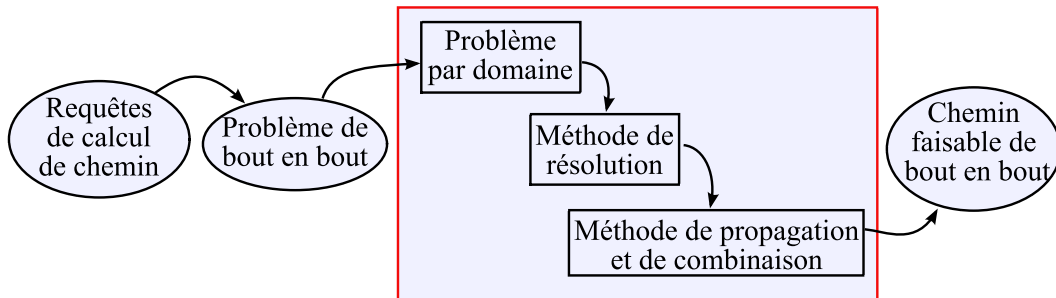 Requêtes
de calcul
de chemin
Problème de
bout en bout
Problème
par domaine
Méthode de
résolution
Méthode de propagation
et de combinaison
Chemin
faisable de
bout en bout